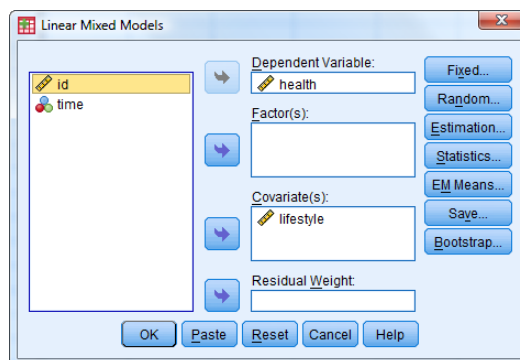 Linear Mixed Models
id
time
Dependent Variable:
health
Factor(s):
Covariate(s):
lifestyle
Residual Weight:
Fixed...
Random...
Estimation...
Statistics...
EM Means...
Save...
Bootstrap...
OK Paste Reset Cancel Help